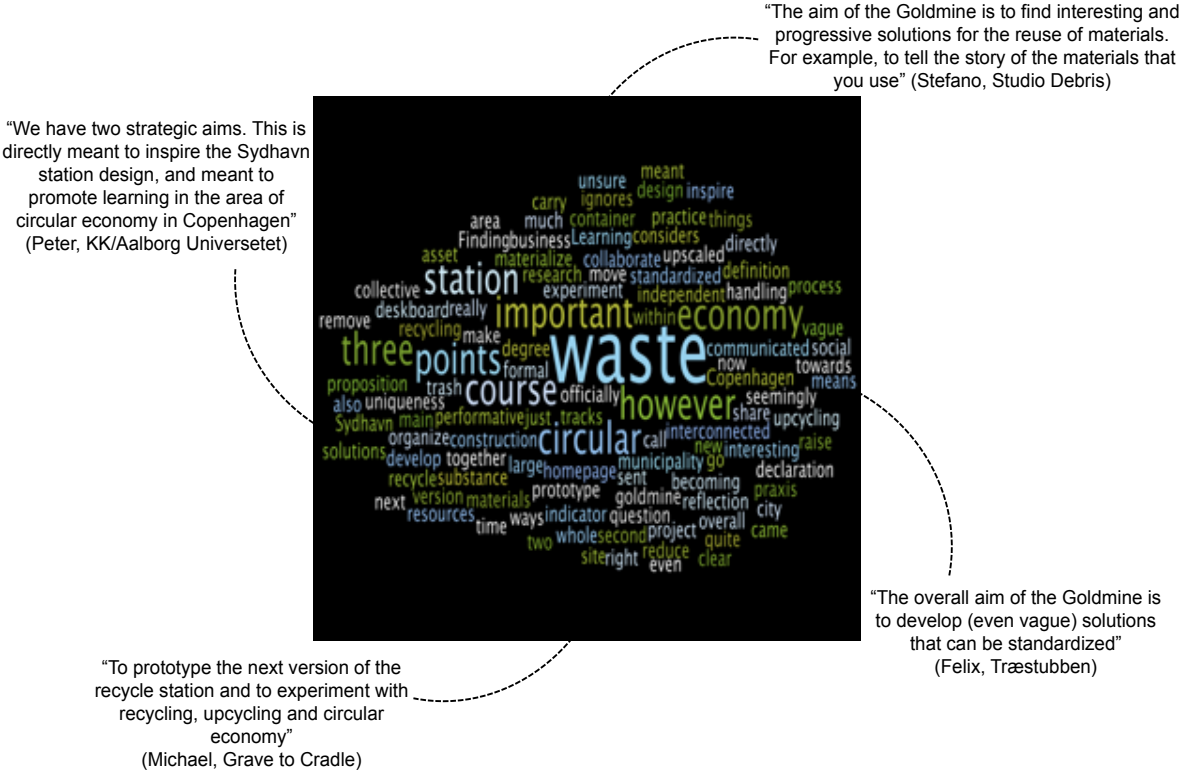 “The aim of the Goldmine is to find interesting and
progressive solutions for the reuse of materials.
For example, to tell the story of the materials that
you use” (Stefano, Studio Debris)
“We have two strategic aims. This is
directly meant to inspire the Sydhavn
station design, and meant to
promote learning in the area of
circular economy in Copenhagen”
(Peter, KK/Aalborg Universetet)
unsure meant
carry ignores design inspire
area much container practice things
Finding business Learning considers directly
asset materialize collaborate upscaled
station research move standardized definition
collective experiment independent handling process
deskboard really important within economy vague
remove recycling make
three points degree waste communicated social
formal now towards
proposition trash course officially however Copenhagen means
also uniqueness share seemingly
Sydhavn main performative just tracks upcycling
organize construction circular call interconnected
solutions new interesting raise
develop together large homepage municipality go
recycle substance sent becoming declaration
next version materials prototype goldmine reflection praxis
resources time ways indicator question overall city
two whole second project quite came
site right reduce clear
even
“The overall aim of the Goldmine is
to develop (even vague) solutions
that can be standardized”
(Felix, Træstubben)
“To prototype the next version of the
recycle station and to experiment with
recycling, upcycling and circular
economy”
(Michael, Grave to Cradle)